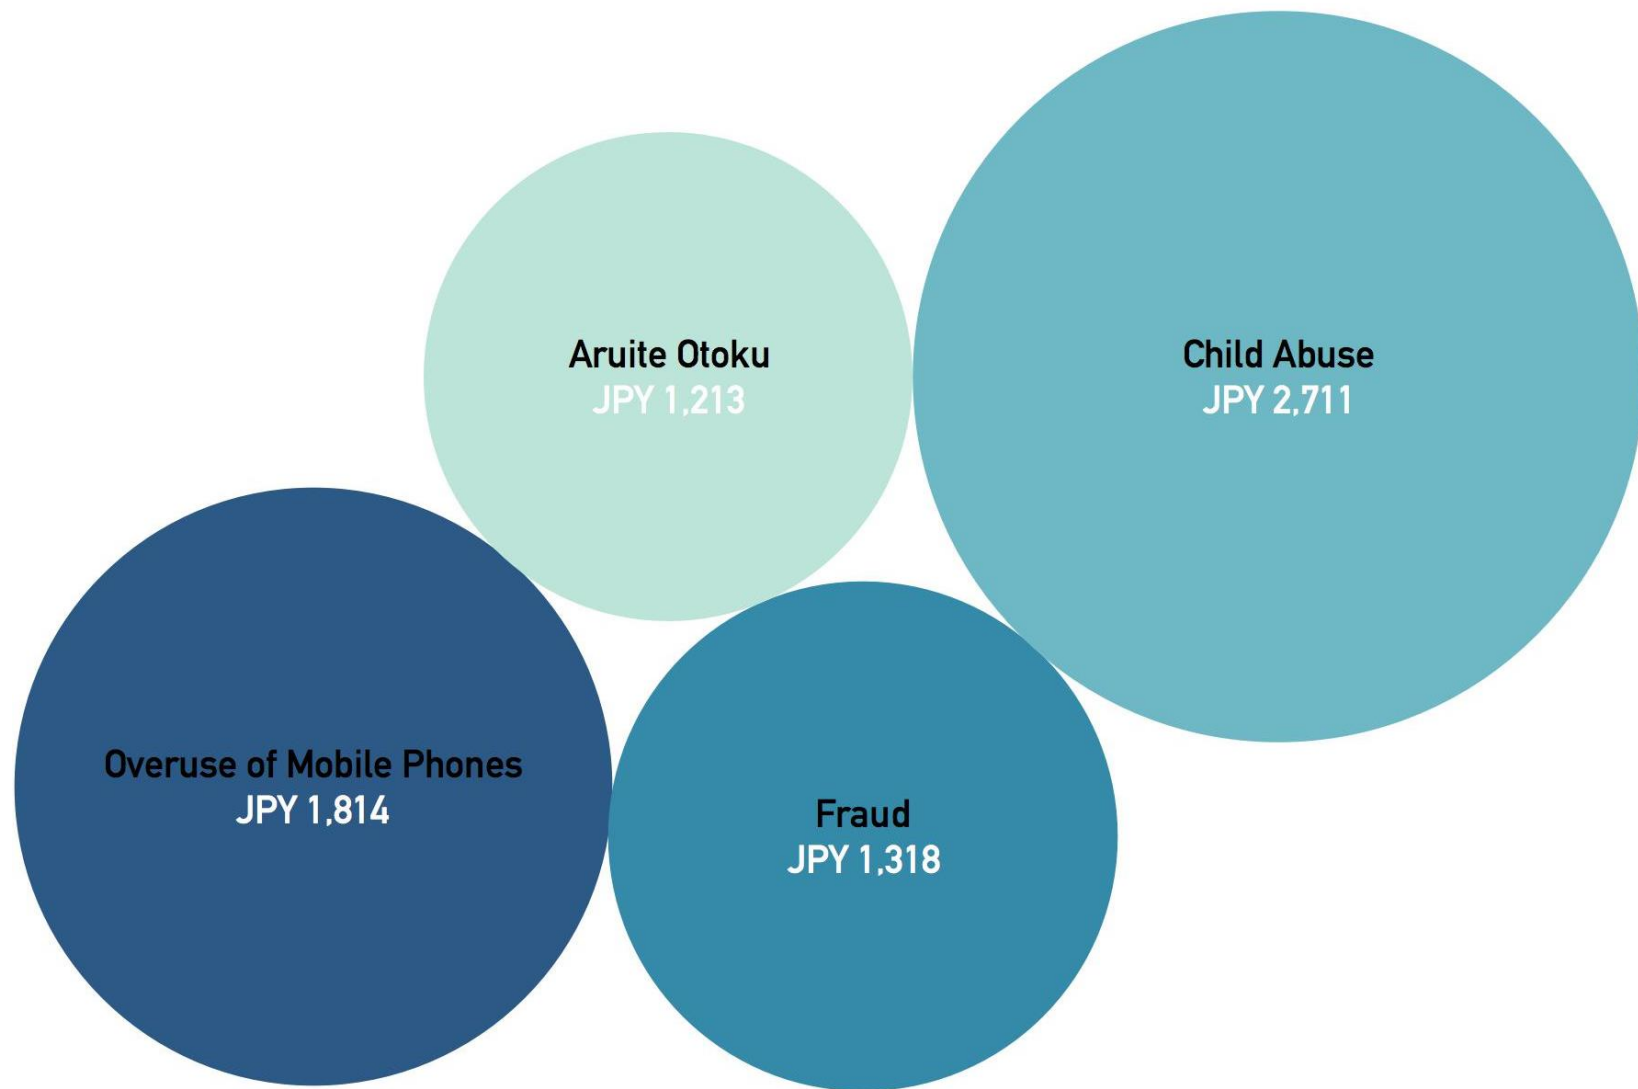 Aruite Otoku
JPY 1,213
Child Abuse
JPY 2,711
Overuse of Mobile Phones
JPY 1,814
Fraud
JPY 1,318